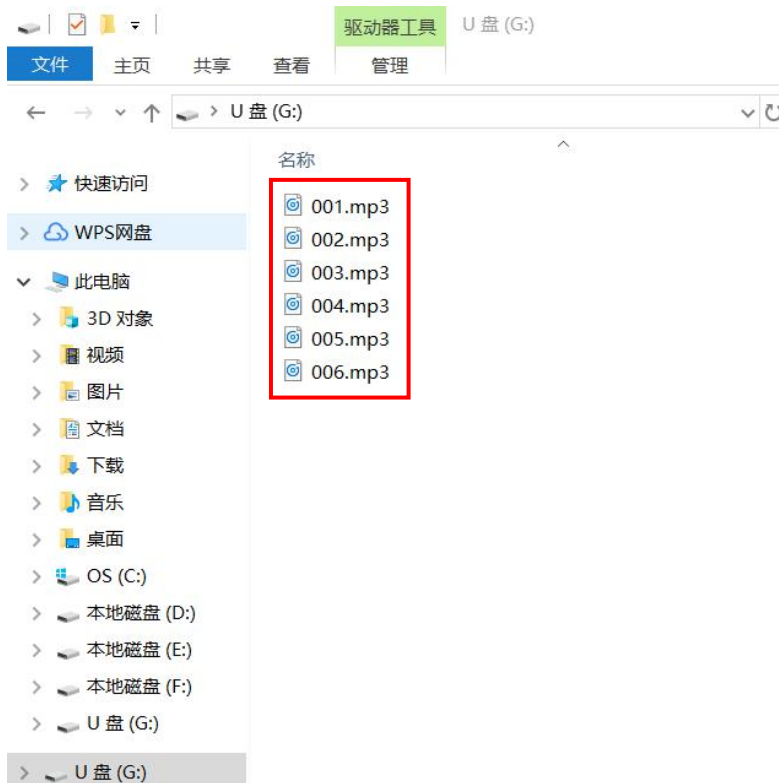 驱动器工具 U 盘 (G:)
文件 主页 共享 查看 管理
U 盘 (G:)
名称
快速访问
001.mp3
WPS网盘
002.mp3
003.mp3
此电脑
004.mp3
3D 对象
005.mp3
视频
006.mp3
图片
文档
下载
音乐
桌面
OS (C:)
本地磁盘 (D:)
本地磁盘 (E:)
本地磁盘 (F:)
U 盘 (G:)
U 盘 (G:)